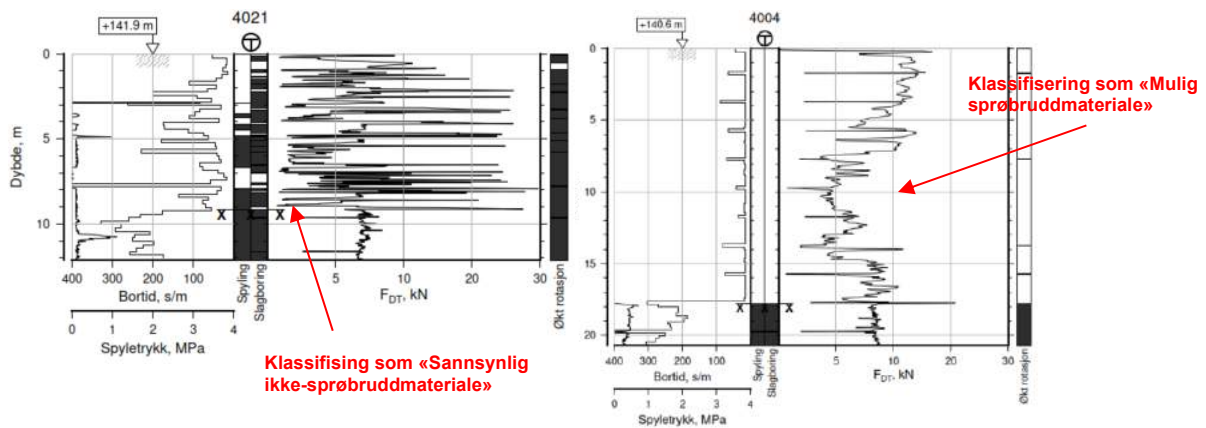 4021
+141.9 m
0
5
10
Dybde, m
X X X
400 300 200 100
Bortid, s/m
0 1 2 3 4
Spyletrykk, MPa
Spyling
Slagboring
5 10 20 30
FDT, kN
Økt rotasjon
Klassifising som «Sannsynlig
ikke-sprøbruddmateriale»
4004
+140.6 m
0
5
10
15
20
X X X
400 300 200 100
Bortid, s/m
0 1 2 3 4
Spyletrykk, MPa
Spyling
Slagboring
5 10 20 30
FDT, kN
Økt rotasjon
Klassifisering som «Mulig
sprøbruddmateriale»